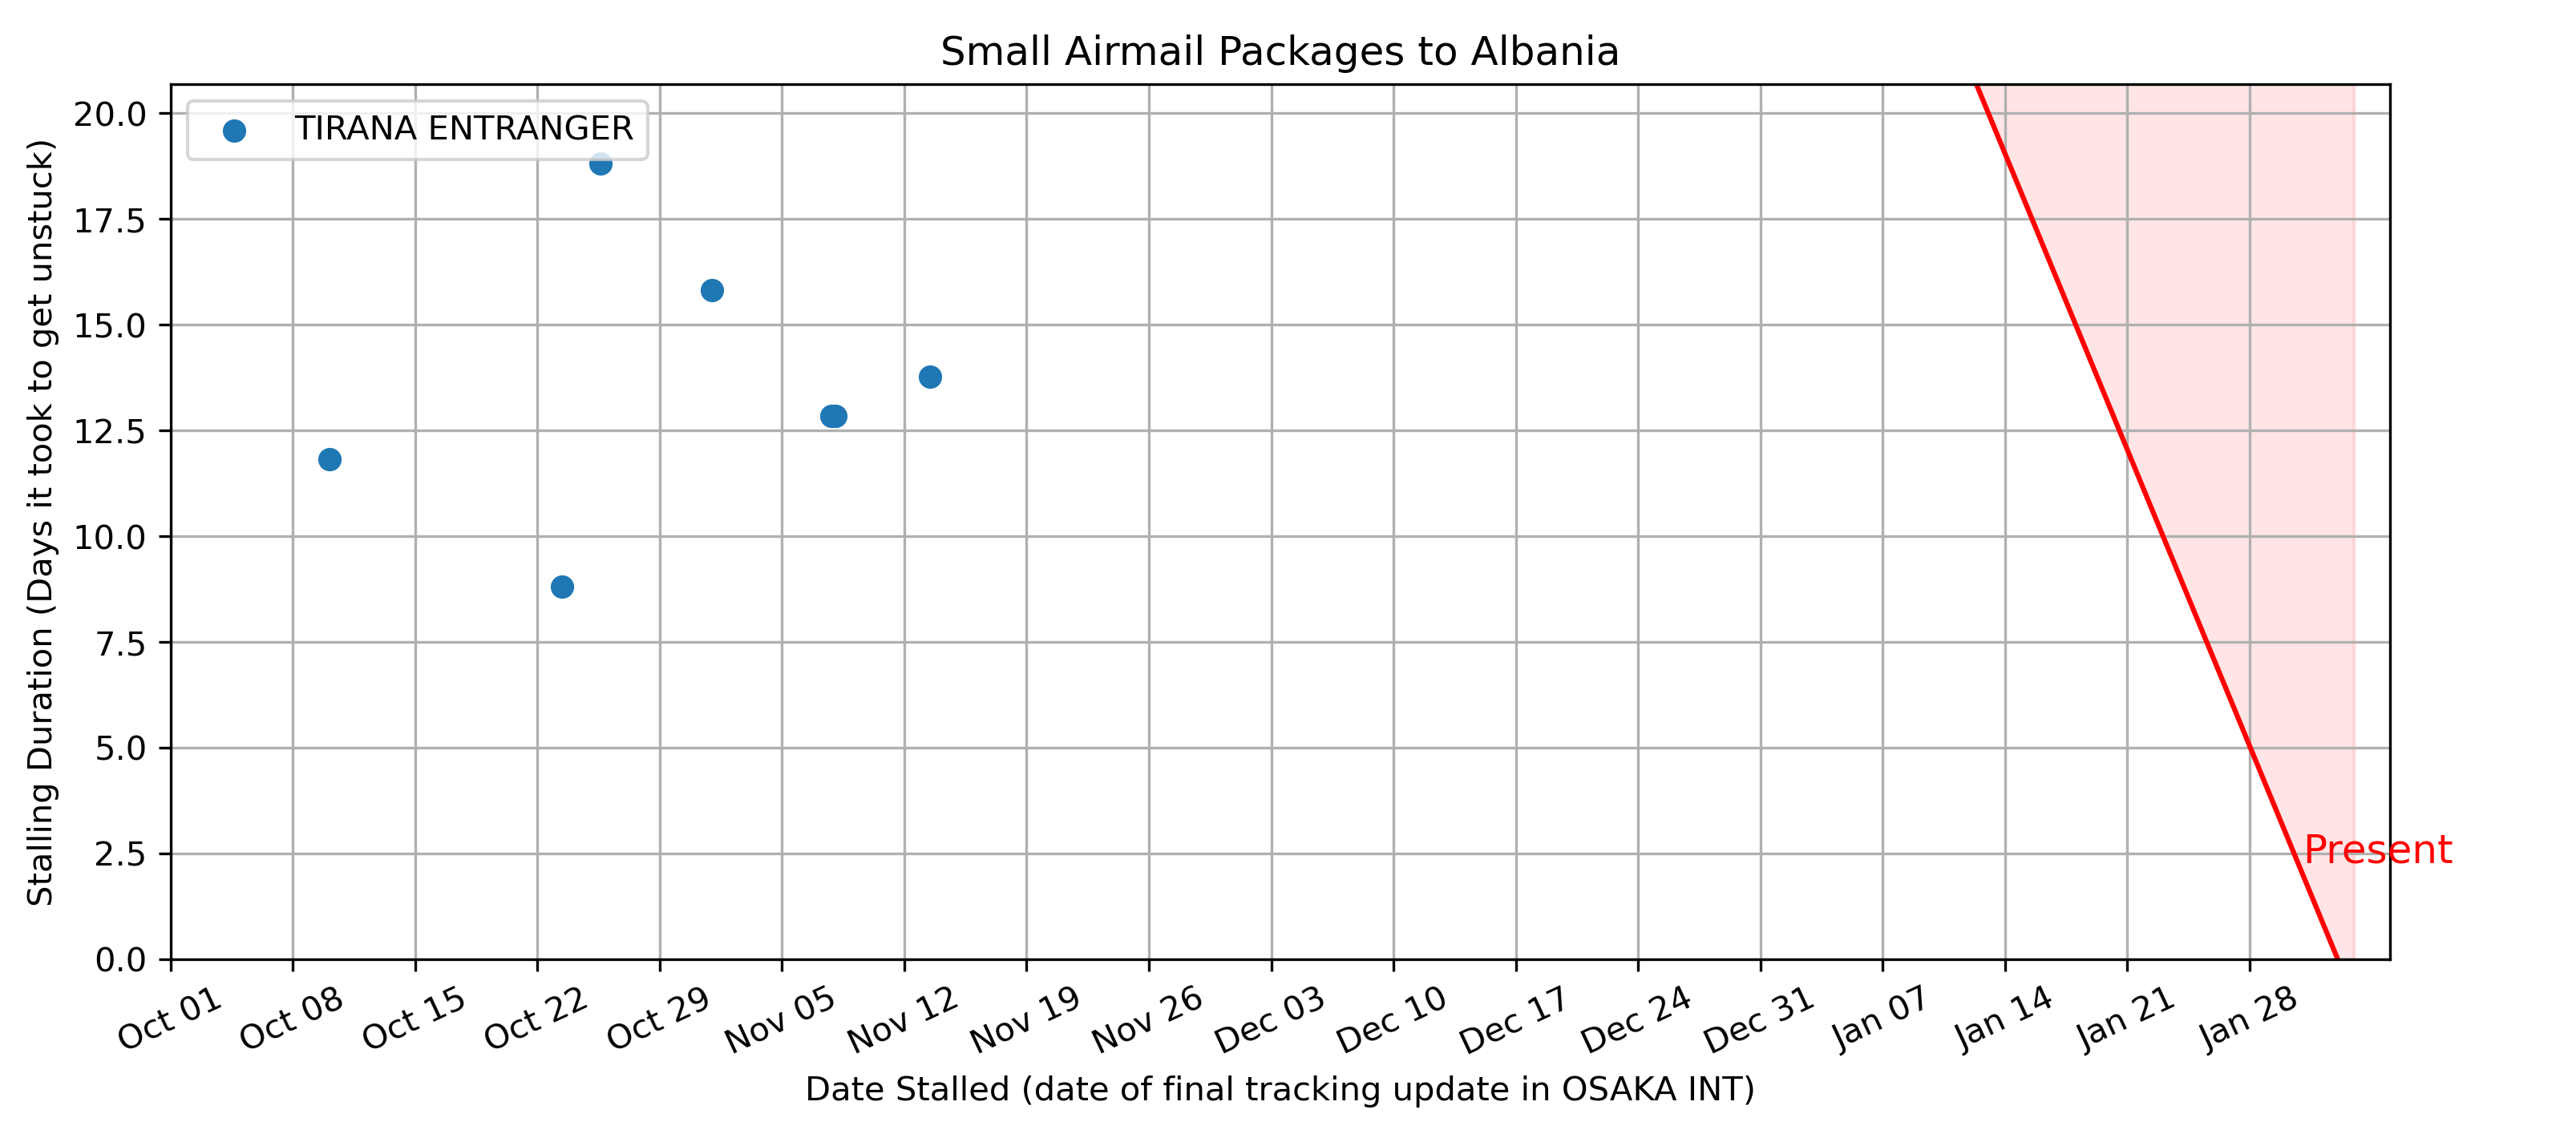 Small Airmail Packages to Albania
TIRANA ENTRANGER
Stalling Duration (Days it took to get unstuck)
20.0
17.5
15.0
12.5
10.0
7.5
5.0
2.5
0.0
Present
Oct 01 Oct 08 Oct 15 Oct 22 Oct 29 Nov 05 Nov 12 Nov 19 Nov 26 Dec 03 Dec 10 Dec 17 Dec 24 Dec 31 Jan 07 Jan 14 Jan 21 Jan 28
Date Stalled (date of final tracking update in OSAKA INT)